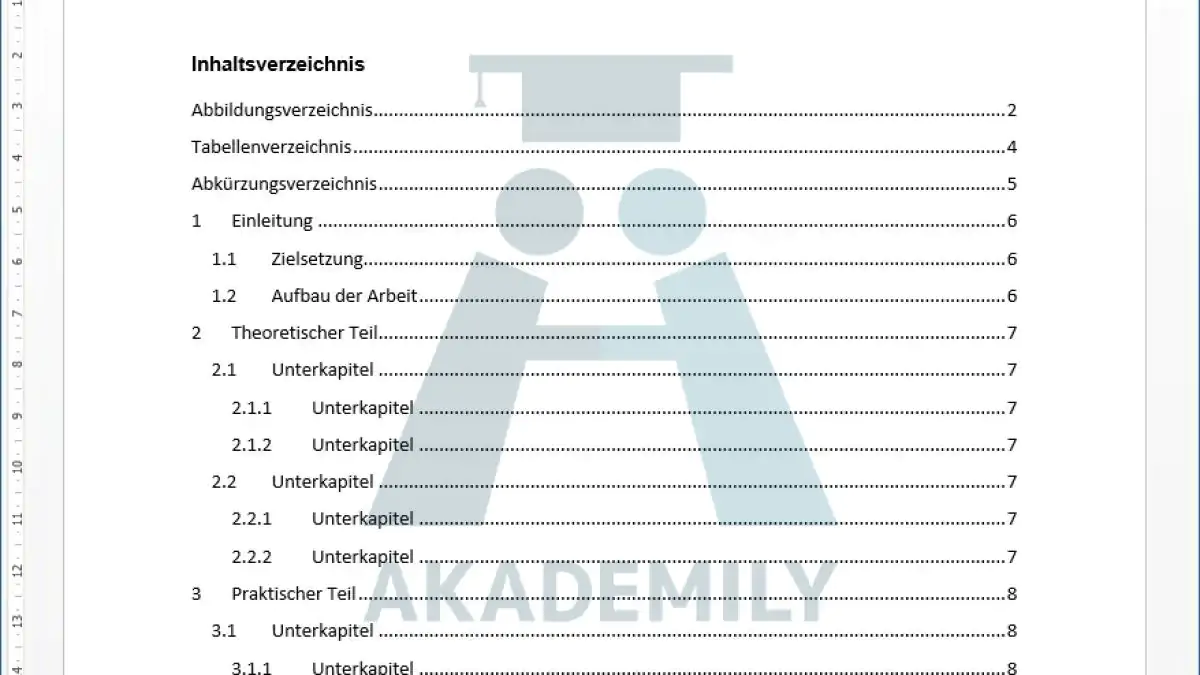 Inhaltsverzeichnis
Abbildungsverzeichnis 2
Tabellenverzeichnis 4
Abkürzungsverzeichnis 5
1 Einleitung 6
1.1 Zielsetzung 6
1.2 Aufbau der Arbeit 6
2 Theoretischer Teil 7
2.1 Unterkapitel 7
2.1.1 Unterkapitel 7
2.1.2 Unterkapitel 7
2.2 Unterkapitel 7
2.2.1 Unterkapitel 7
2.2.2 Unterkapitel 7
3 Praktischer Teil 8
3.1 Unterkapitel 8
3.1.1 Unterkapitel 8
AKADEMILY
1
2
3
4
5
6
7
8
9
10
11
12
13